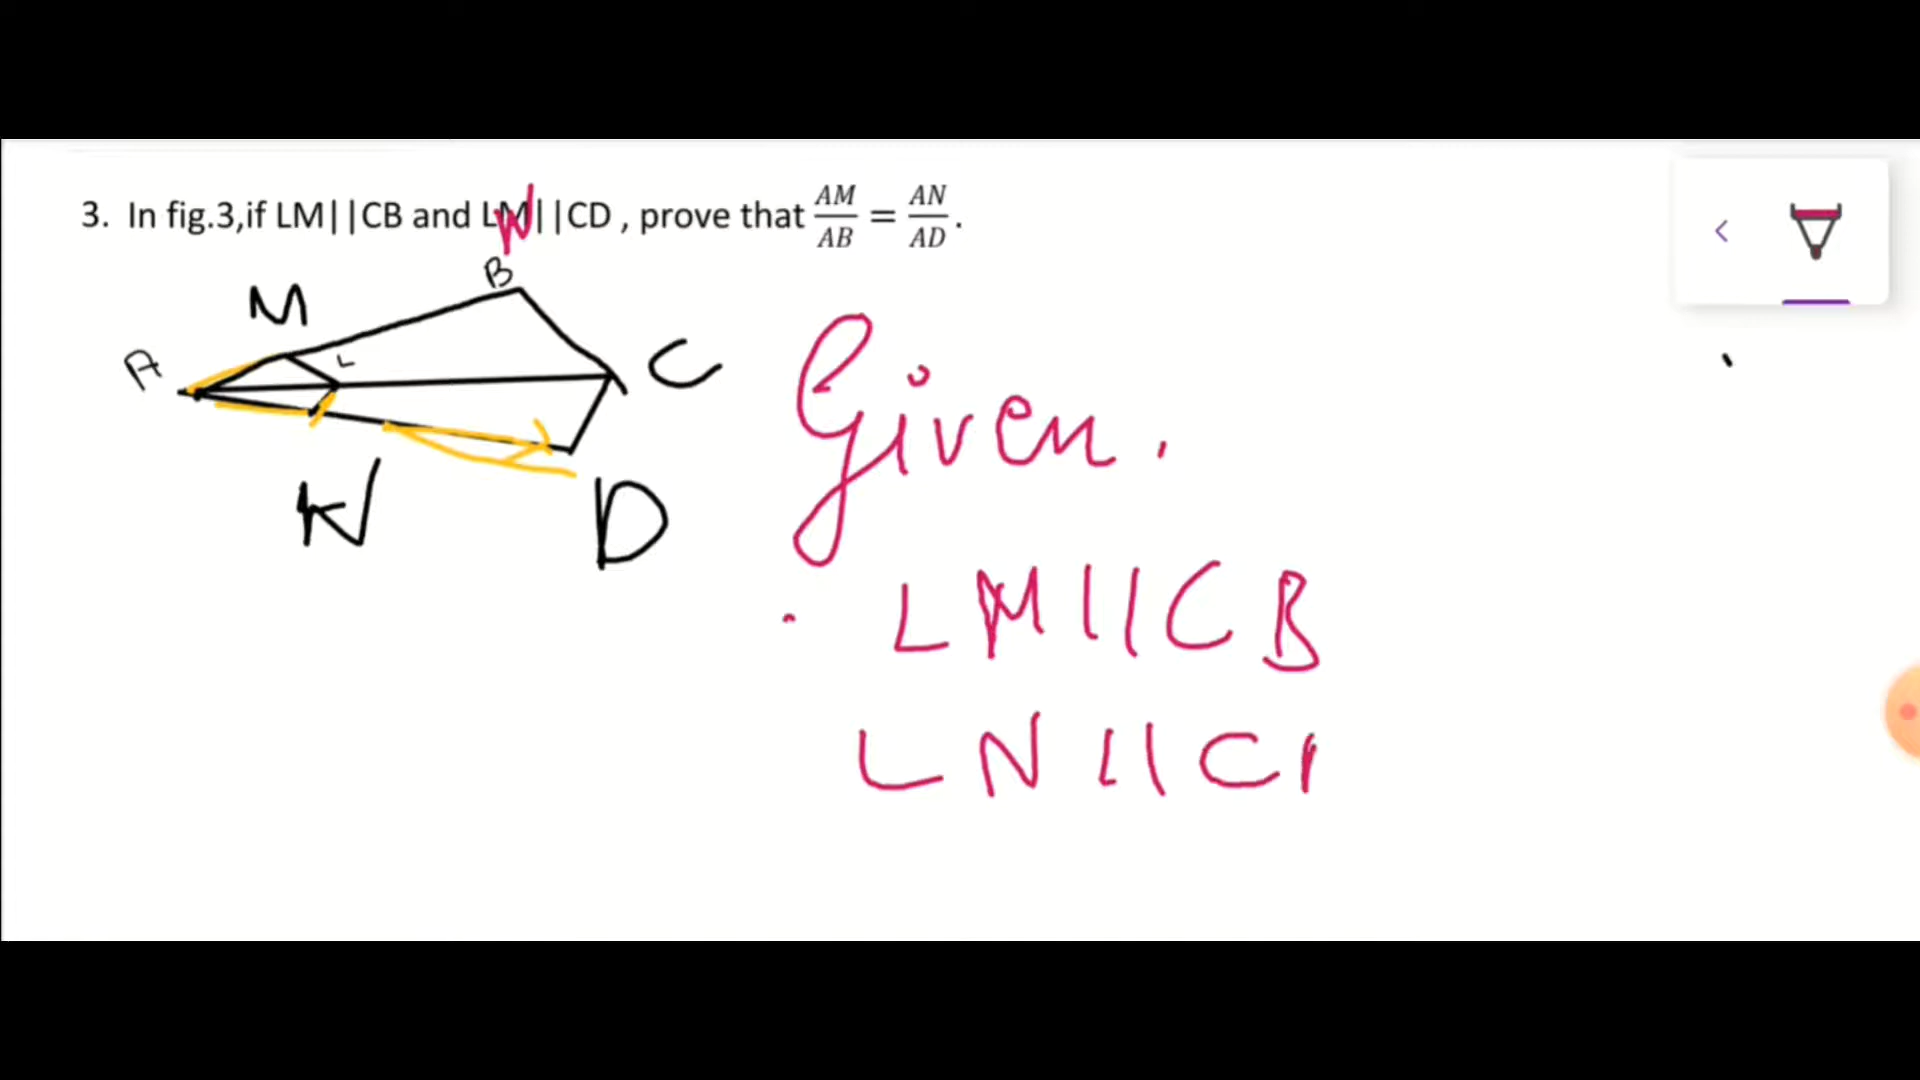 3. In fig.3,if LM||CB and LN||CD , prove that AM/AB = AN/AD .
B
M
A
L
C
N
D
Given.
LM||CB
LN||C